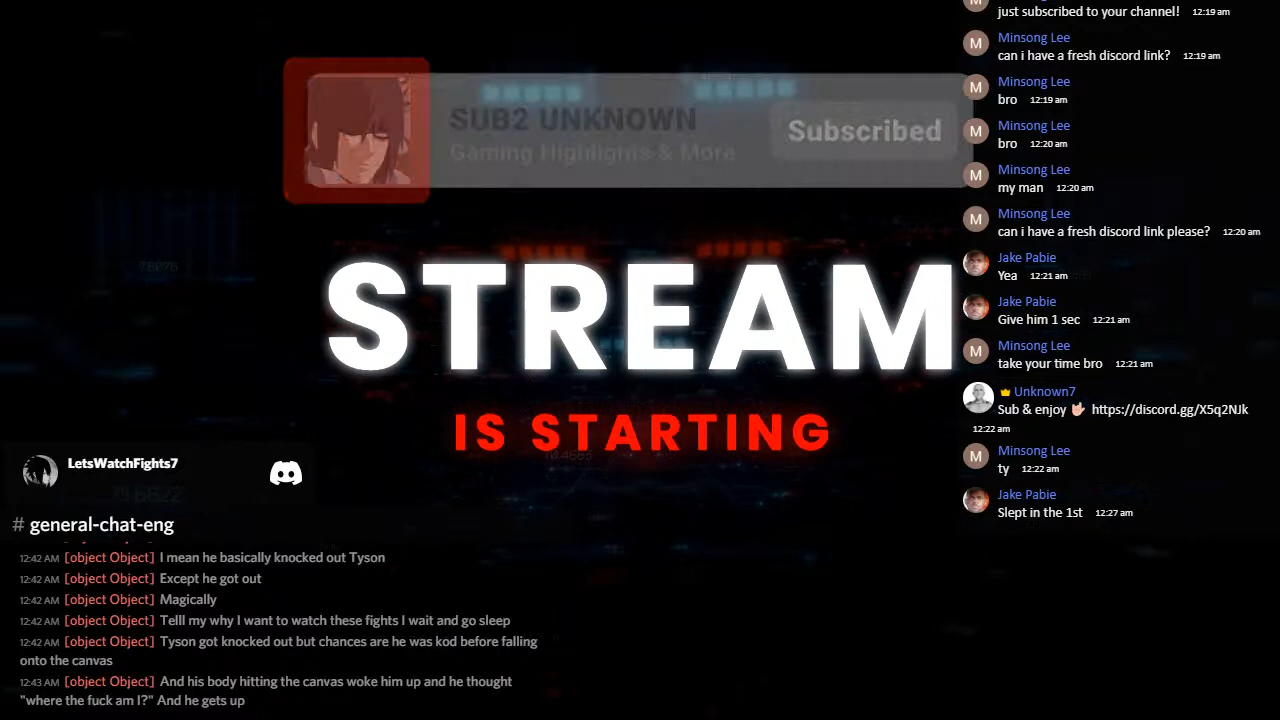 just subscribed to your channel! 12:19 am
M Minsong Lee
can i have a fresh discord link? 12:19 am
M Minsong Lee
bro 12:19 am
M Minsong Lee
bro 12:20 am
M Minsong Lee
my man 12:20 am
M Minsong Lee
can i have a fresh discord link please? 12:20 am
Jake Pabie
Yea 12:21 am
Jake Pabie
Give him 1 sec 12:21 am
M Minsong Lee
take your time bro 12:21 am
Unknown7
Sub & enjoy 🤟🏻 https://discord.gg/X5q2NJk
12:22 am
M Minsong Lee
ty 12:22 am
Jake Pabie
Slept in the 1st 12:27 am
SUB2 UNKNOWN
Gaming Highlights & More
Subscribed
STREAM
IS STARTING
LetsWatchFights7
# general-chat-eng
12:42 AM [object Object] I mean he basically knocked out Tyson
12:42 AM [object Object] Except he got out
12:42 AM [object Object] Magically
12:42 AM [object Object] Telll my why I want to watch these fights I wait and go sleep
12:42 AM [object Object] Tyson got knocked out but chances are he was kod before falling
onto the canvas
12:43 AM [object Object] And his body hitting the canvas woke him up and he thought
"where the fuck am I?" And he gets up